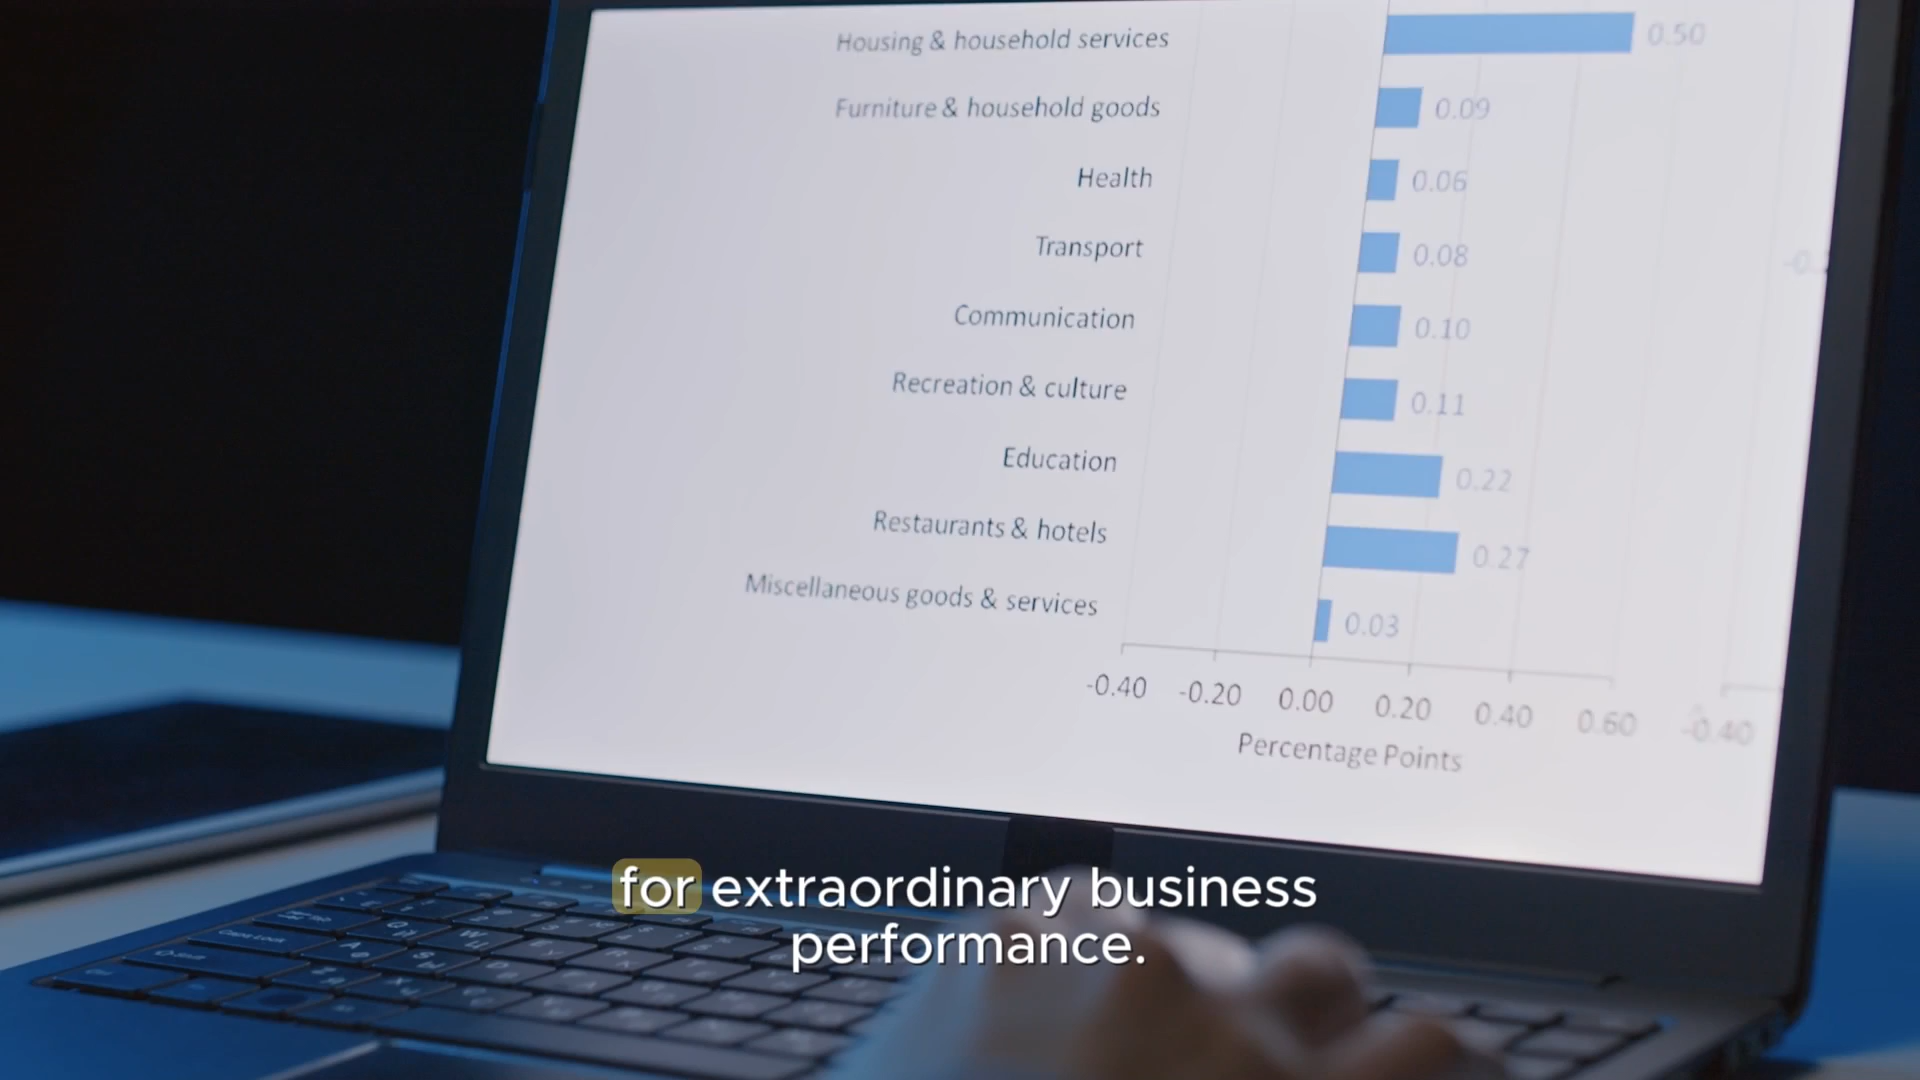 Housing & household services 0.50
Furniture & household goods 0.09
Health 0.06
Transport 0.08
Communication 0.10
Recreation & culture 0.11
Education 0.22
Restaurants & hotels 0.27
Miscellaneous goods & services 0.03
-0.40 -0.20 0.00 0.20 0.40 0.60 -0.40
Percentage Points
for extraordinary business
performance.